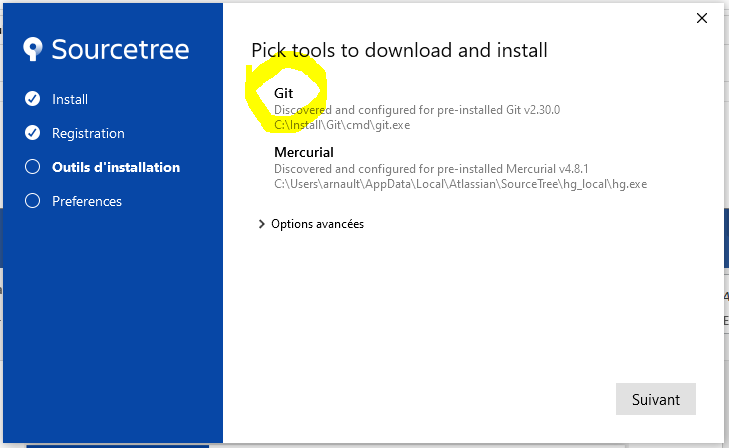 Sourcetree
Install
Registration
Outils d'installation
Preferences
Pick tools to download and install
Git
Discovered and configured for pre-installed Git v2.30.0
C:\Install\Git\cmd\git.exe
Mercurial
Discovered and configured for pre-installed Mercurial v4.8.1
C:\Users\arnault\AppData\Local\Atlassian\SourceTree\hg_local\hg.exe
Options avancées
Suivant